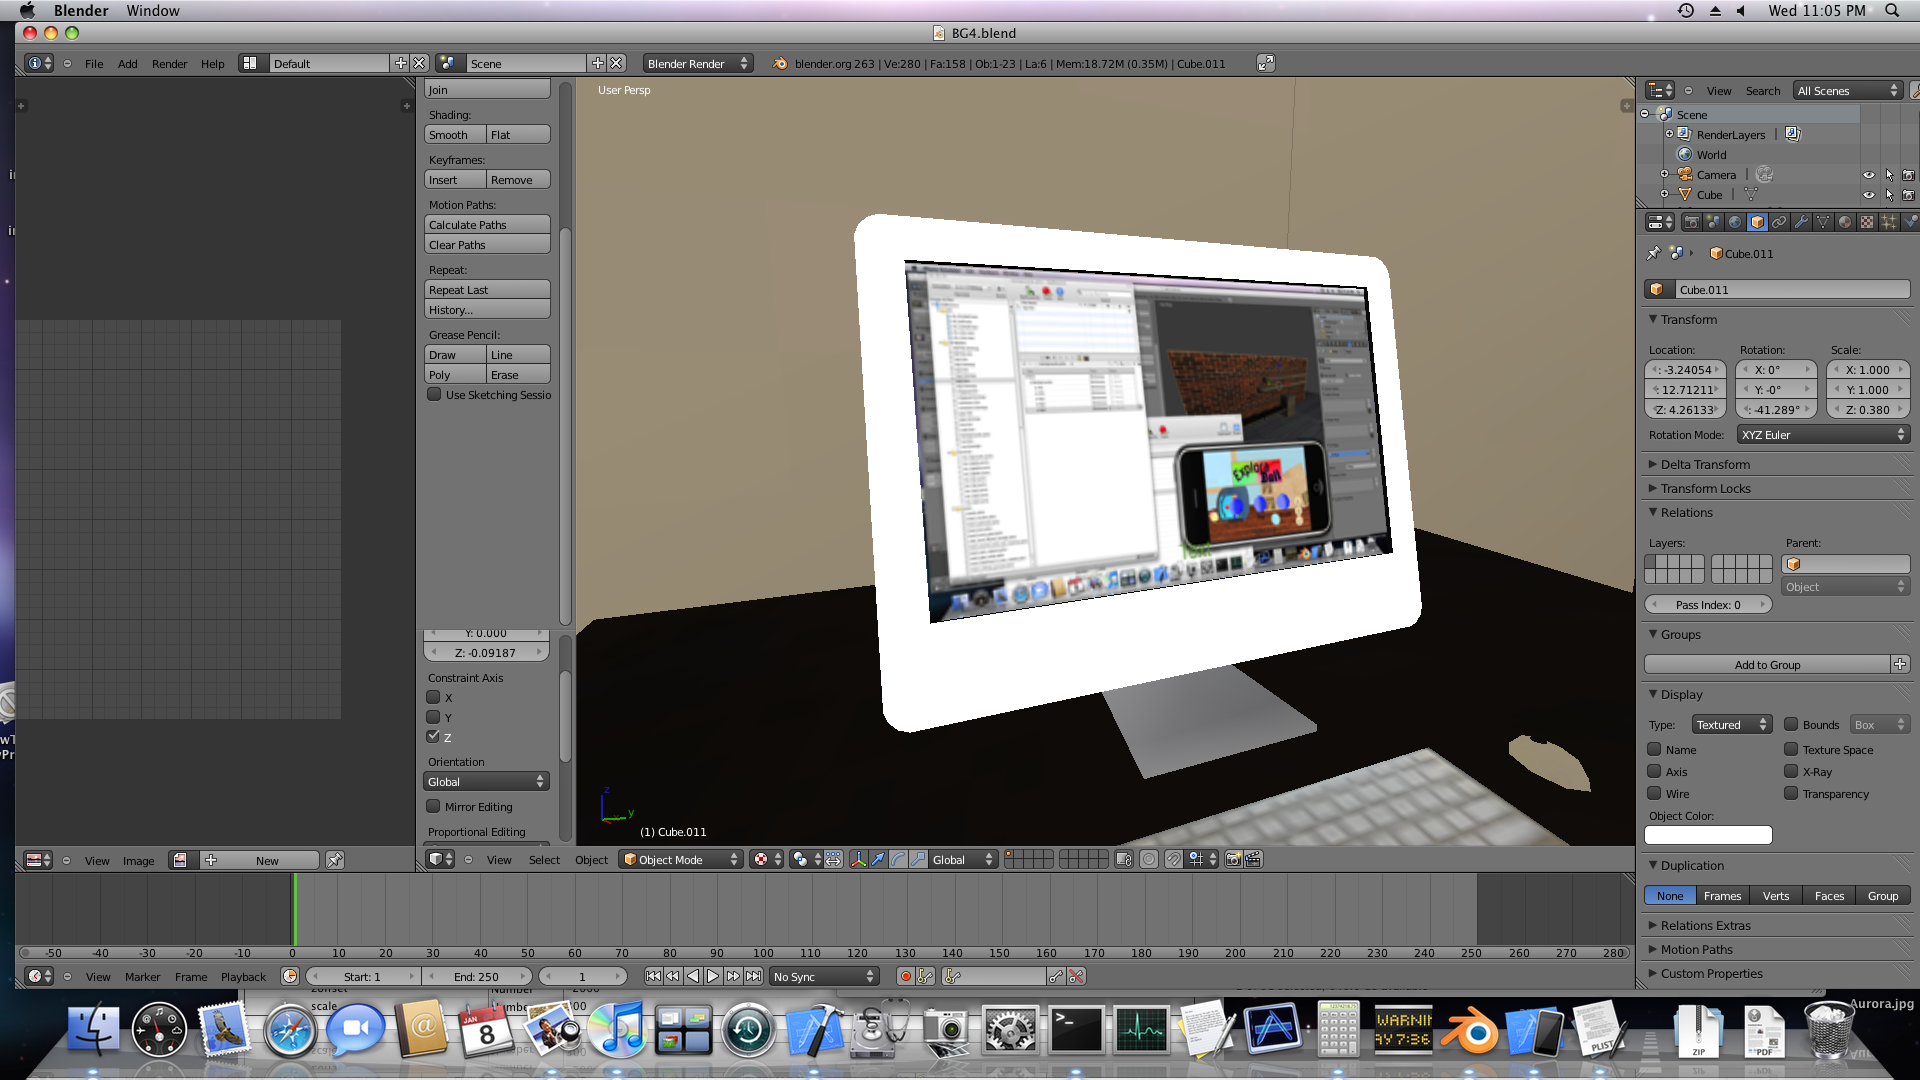 Blender Window
Wed 11:05 PM
BG4.blend
File Add Render Help
Default
Scene
Blender Render
blender.org 263 | Ve:280 | Fa:158 | Ob:1-23 | La:6 | Mem:18.72M (0.35M) | Cube.011
Join
Shading:
Smooth Flat
Keyframes:
Insert Remove
Motion Paths:
Calculate Paths
Clear Paths
Repeat:
Repeat Last
History...
Grease Pencil:
Draw Line
Poly Erase
Use Sketching Sessio
Y: 0.000
Z: -0.09187
Constraint Axis
X
Y
Z
Orientation
Global
Mirror Editing
Proportional Editing
User Persp
Explora
Ball
z
y
(1) Cube.011
View Search All Scenes
Scene
RenderLayers |
World
Camera |
Cube |
Cube.011
Cube.011
Transform
Location: Rotation: Scale:
: -3.24054 X: 0° X: 1.000
12.71211 Y: -0° Y: 1.000
Z: 4.26133 : -41.289° Z: 0.380
Rotation Mode: XYZ Euler
Delta Transform
Transform Locks
Relations
Layers: Parent:
Object
Pass Index: 0
Groups
Add to Group
Display
Type: Textured Bounds Box
Name Texture Space
Axis X-Ray
Wire Transparency
Object Color:
Duplication
None Frames Verts Faces Group
Relations Extras
Motion Paths
Custom Properties
View Image New
View Select Object Object Mode Global
-50 -40 -30 -20 -10 0 10 20 30 40 50 60 70 80 90 100 110 120 130 140 150 160 170 180 190 200 210 220 230 240 250 260 270 280
View Marker Frame Playback Start: 1 End: 250 1 No Sync
scale
Number
JAN
8
WARNIN
AY 7:36
PLIST
ZIP
PDF
Aurora.jpg